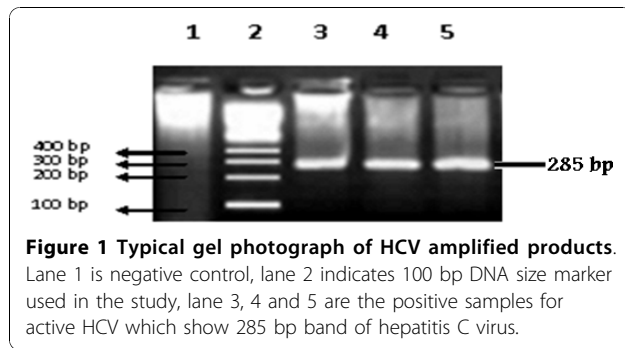 1 2 3 4 5
400 bp
300 bp
200 bp
100 bp
285 bp
Figure 1 Typical gel photograph of HCV amplified products.
Lane 1 is negative control, lane 2 indicates 100 bp DNA size marker
used in the study, lane 3, 4 and 5 are the positive samples for
active HCV which show 285 bp band of hepatitis C virus.